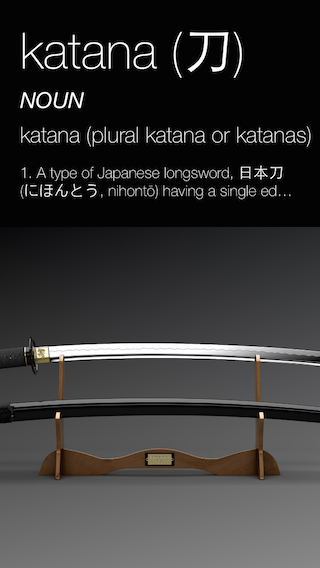 katana (刀)
NOUN
katana (plural katana or katanas)
1. A type of Japanese longsword, 日本刀
(にほんとう, nihontō) having a single ed…